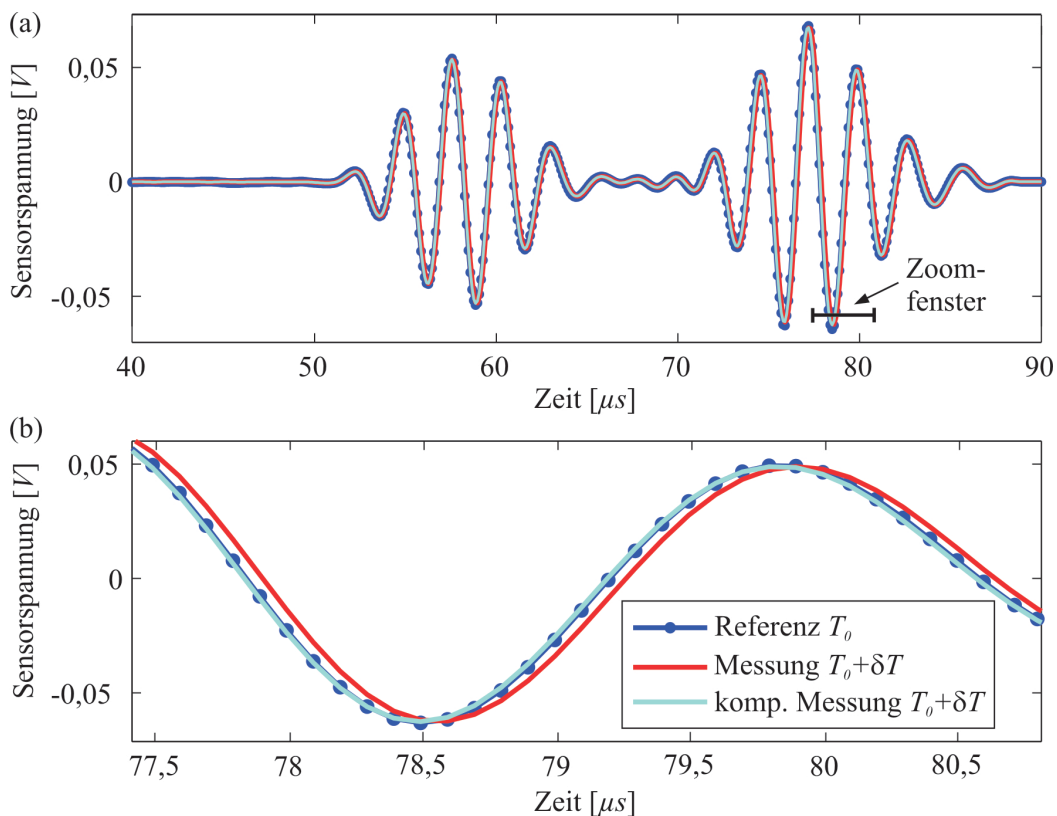 (a)
Sensorspannung [V]
0,05
0
-0,05
Zoom-
fenster
40 50 60 70 80 90
Zeit [µs]
(b)
Sensorspannung [V]
0,05
0
-0,05
Referenz T₀
Messung T₀+δT
komp. Messung T₀+δT
77,5 78 78,5 79 79,5 80 80,5
Zeit [µs]